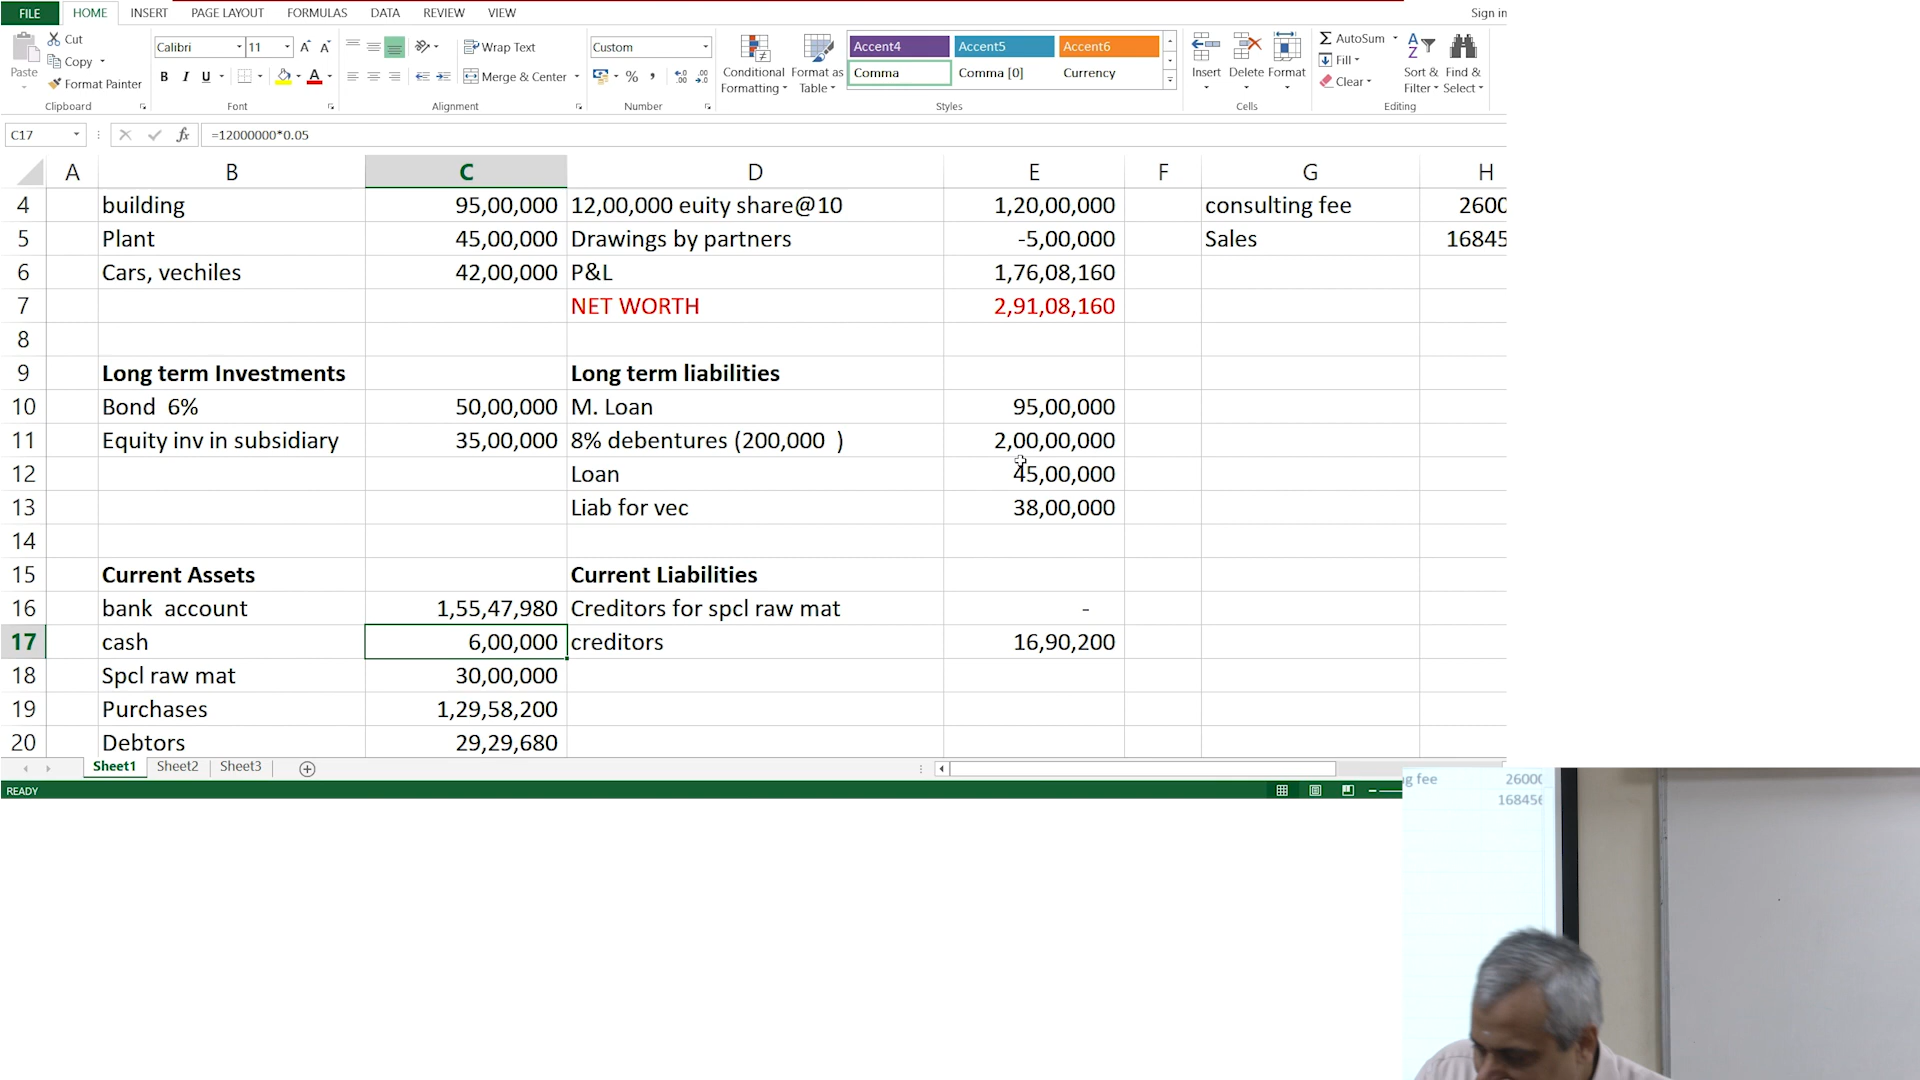 FILE HOME INSERT PAGE LAYOUT FORMULAS DATA REVIEW VIEW Sign in
Paste Cut Copy Format Painter Clipboard
Calibri 11 B I U A Font
Wrap Text Merge & Center Alignment
Custom % , Number
Conditional Formatting Format as Table
Accent4 Accent5 Accent6
Comma Comma [0] Currency
Styles
Insert Delete Format Cells
AutoSum Fill Clear Sort & Filter Find & Select Editing
C17 fx =12000000*0.05
A B C D E F G H
4 building 95,00,000 12,00,000 euity share@10 1,20,00,000 consulting fee 2600
5 Plant 45,00,000 Drawings by partners -5,00,000 Sales 16845
6 Cars, vechiles 42,00,000 P&L 1,76,08,160
7 NET WORTH 2,91,08,160
8
9 Long term Investments Long term liabilities
10 Bond 6% 50,00,000 M. Loan 95,00,000
11 Equity inv in subsidiary 35,00,000 8% debentures (200,000 ) 2,00,00,000
12 Loan 45,00,000
13 Liab for vec 38,00,000
14
15 Current Assets Current Liabilities
16 bank account 1,55,47,980 Creditors for spcl raw mat -
17 cash 6,00,000 creditors 16,90,200
18 Spcl raw mat 30,00,000
19 Purchases 1,29,58,200
20 Debtors 29,29,680
Sheet1 Sheet2 Sheet3
READY
g fee 2600
16845